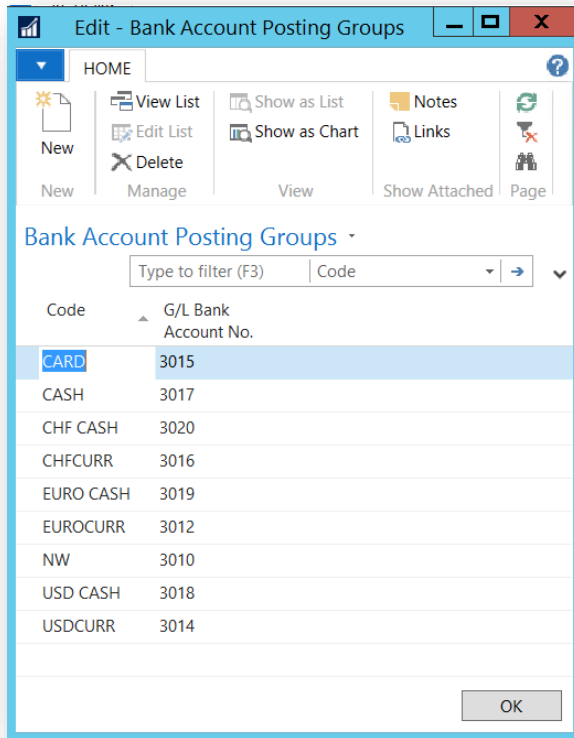 Edit - Bank Account Posting Groups
X
HOME
?
New
View List
Edit List
Delete
Show as List
Show as Chart
Notes
Links
New
Manage
View
Show Attached
Page
Bank Account Posting Groups
Type to filter (F3) Code
Code G/L Bank
Account No.
CARD 3015
CASH 3017
CHF CASH 3020
CHFCURR 3016
EURO CASH 3019
EUROCURR 3012
NW 3010
USD CASH 3018
USDCURR 3014
OK